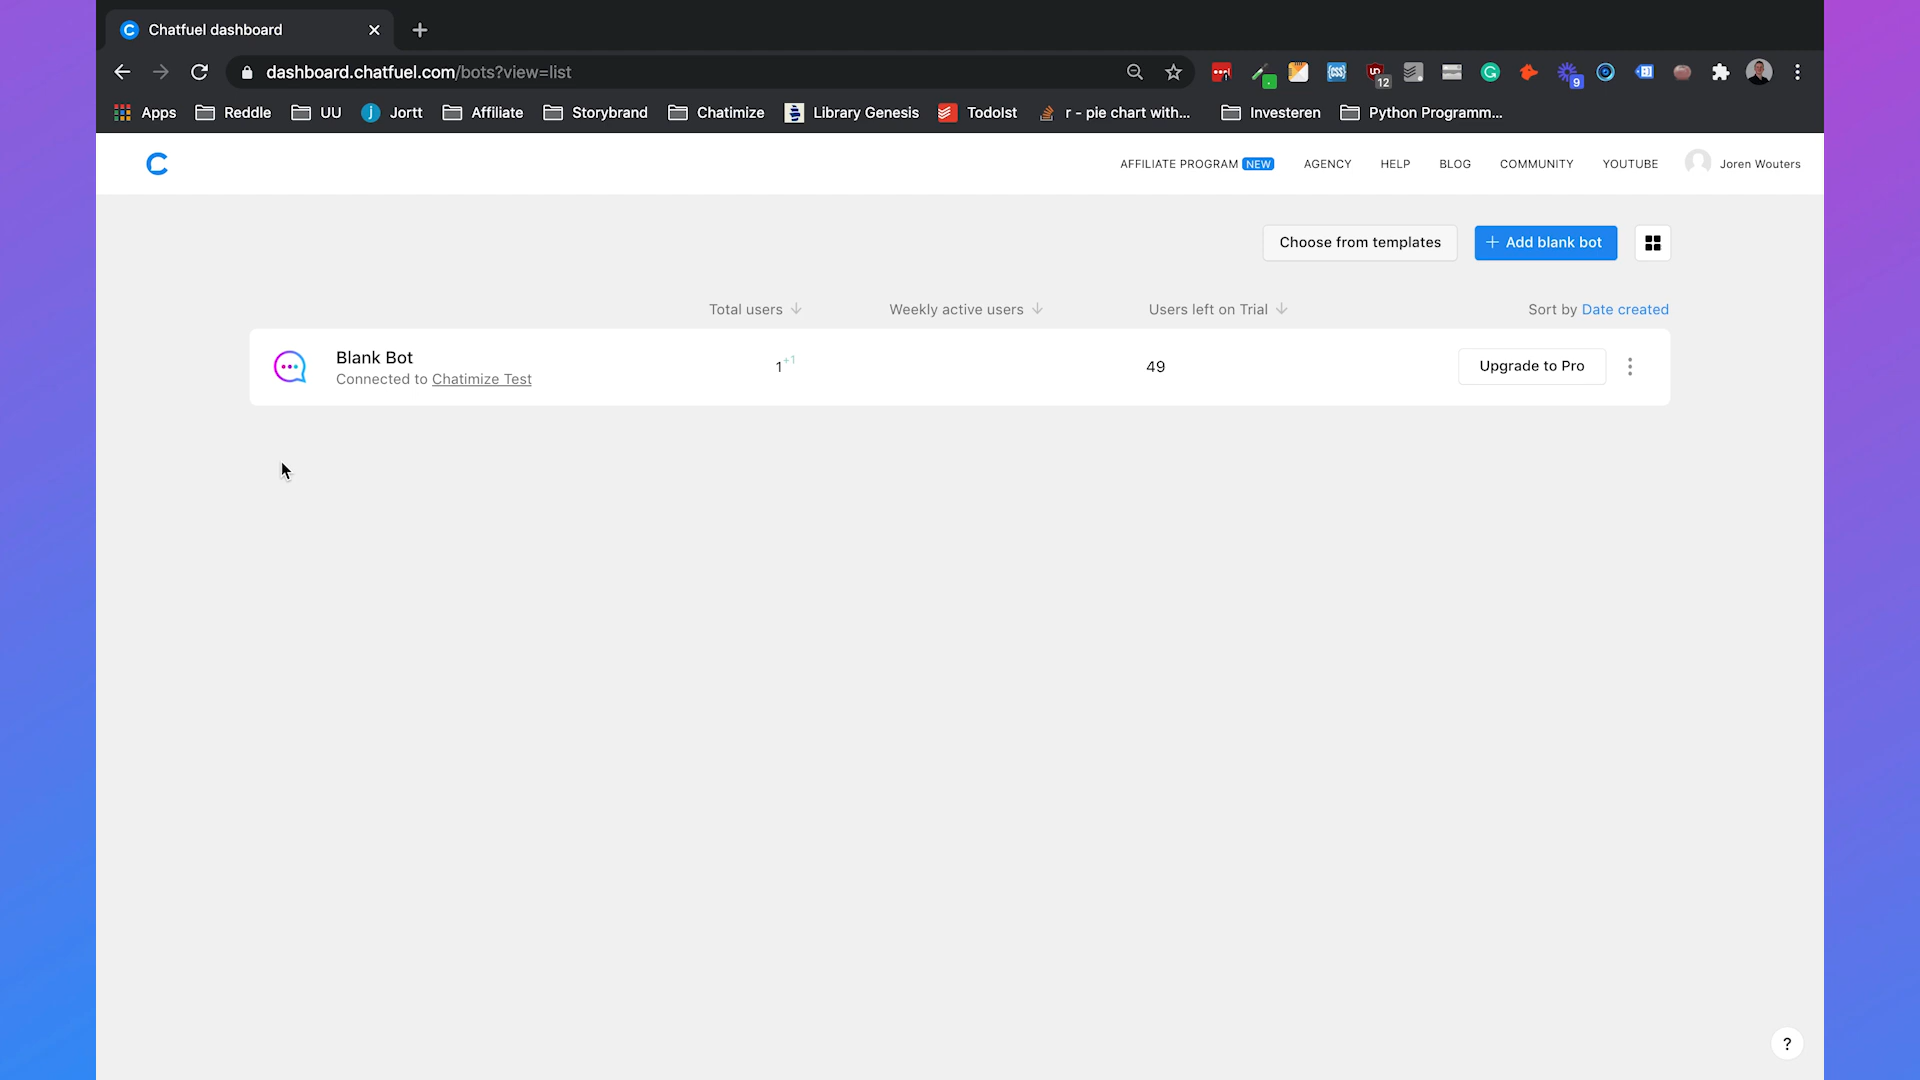 Chatfuel dashboard
dashboard.chatfuel.com/bots?view=list
12
9
Apps
Reddle
UU
Jortt
Affiliate
Storybrand
Chatimize
Library Genesis
TodoIst
r - pie chart with...
Investeren
Python Programm...
AFFILIATE PROGRAM NEW
AGENCY
HELP
BLOG
COMMUNITY
YOUTUBE
Joren Wouters
Choose from templates
+ Add blank bot
Total users
Weekly active users
Users left on Trial
Sort by Date created
Blank Bot
Connected to Chatimize Test
1 +1
49
Upgrade to Pro
?